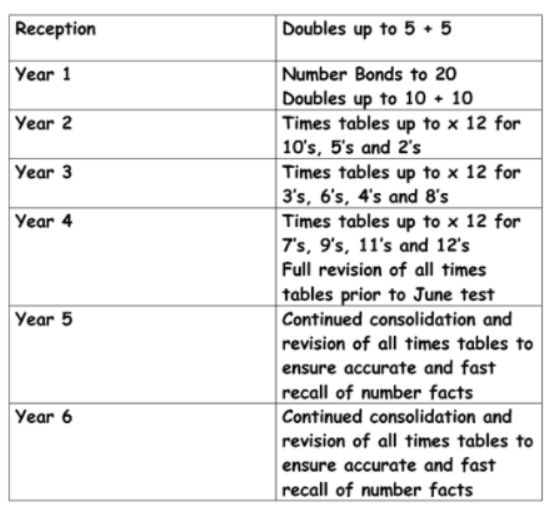 Reception
Doubles up to 5 + 5
Year 1
Number Bonds to 20
Doubles up to 10 + 10
Year 2
Times tables up to x 12 for
10's, 5's and 2's
Year 3
Times tables up to x 12 for
3's, 6's, 4's and 8's
Year 4
Times tables up to x 12 for
7's, 9's, 11's and 12's
Full revision of all times
tables prior to June test
Year 5
Continued consolidation and
revision of all times tables to
ensure accurate and fast
recall of number facts
Year 6
Continued consolidation and
revision of all times tables to
ensure accurate and fast
recall of number facts